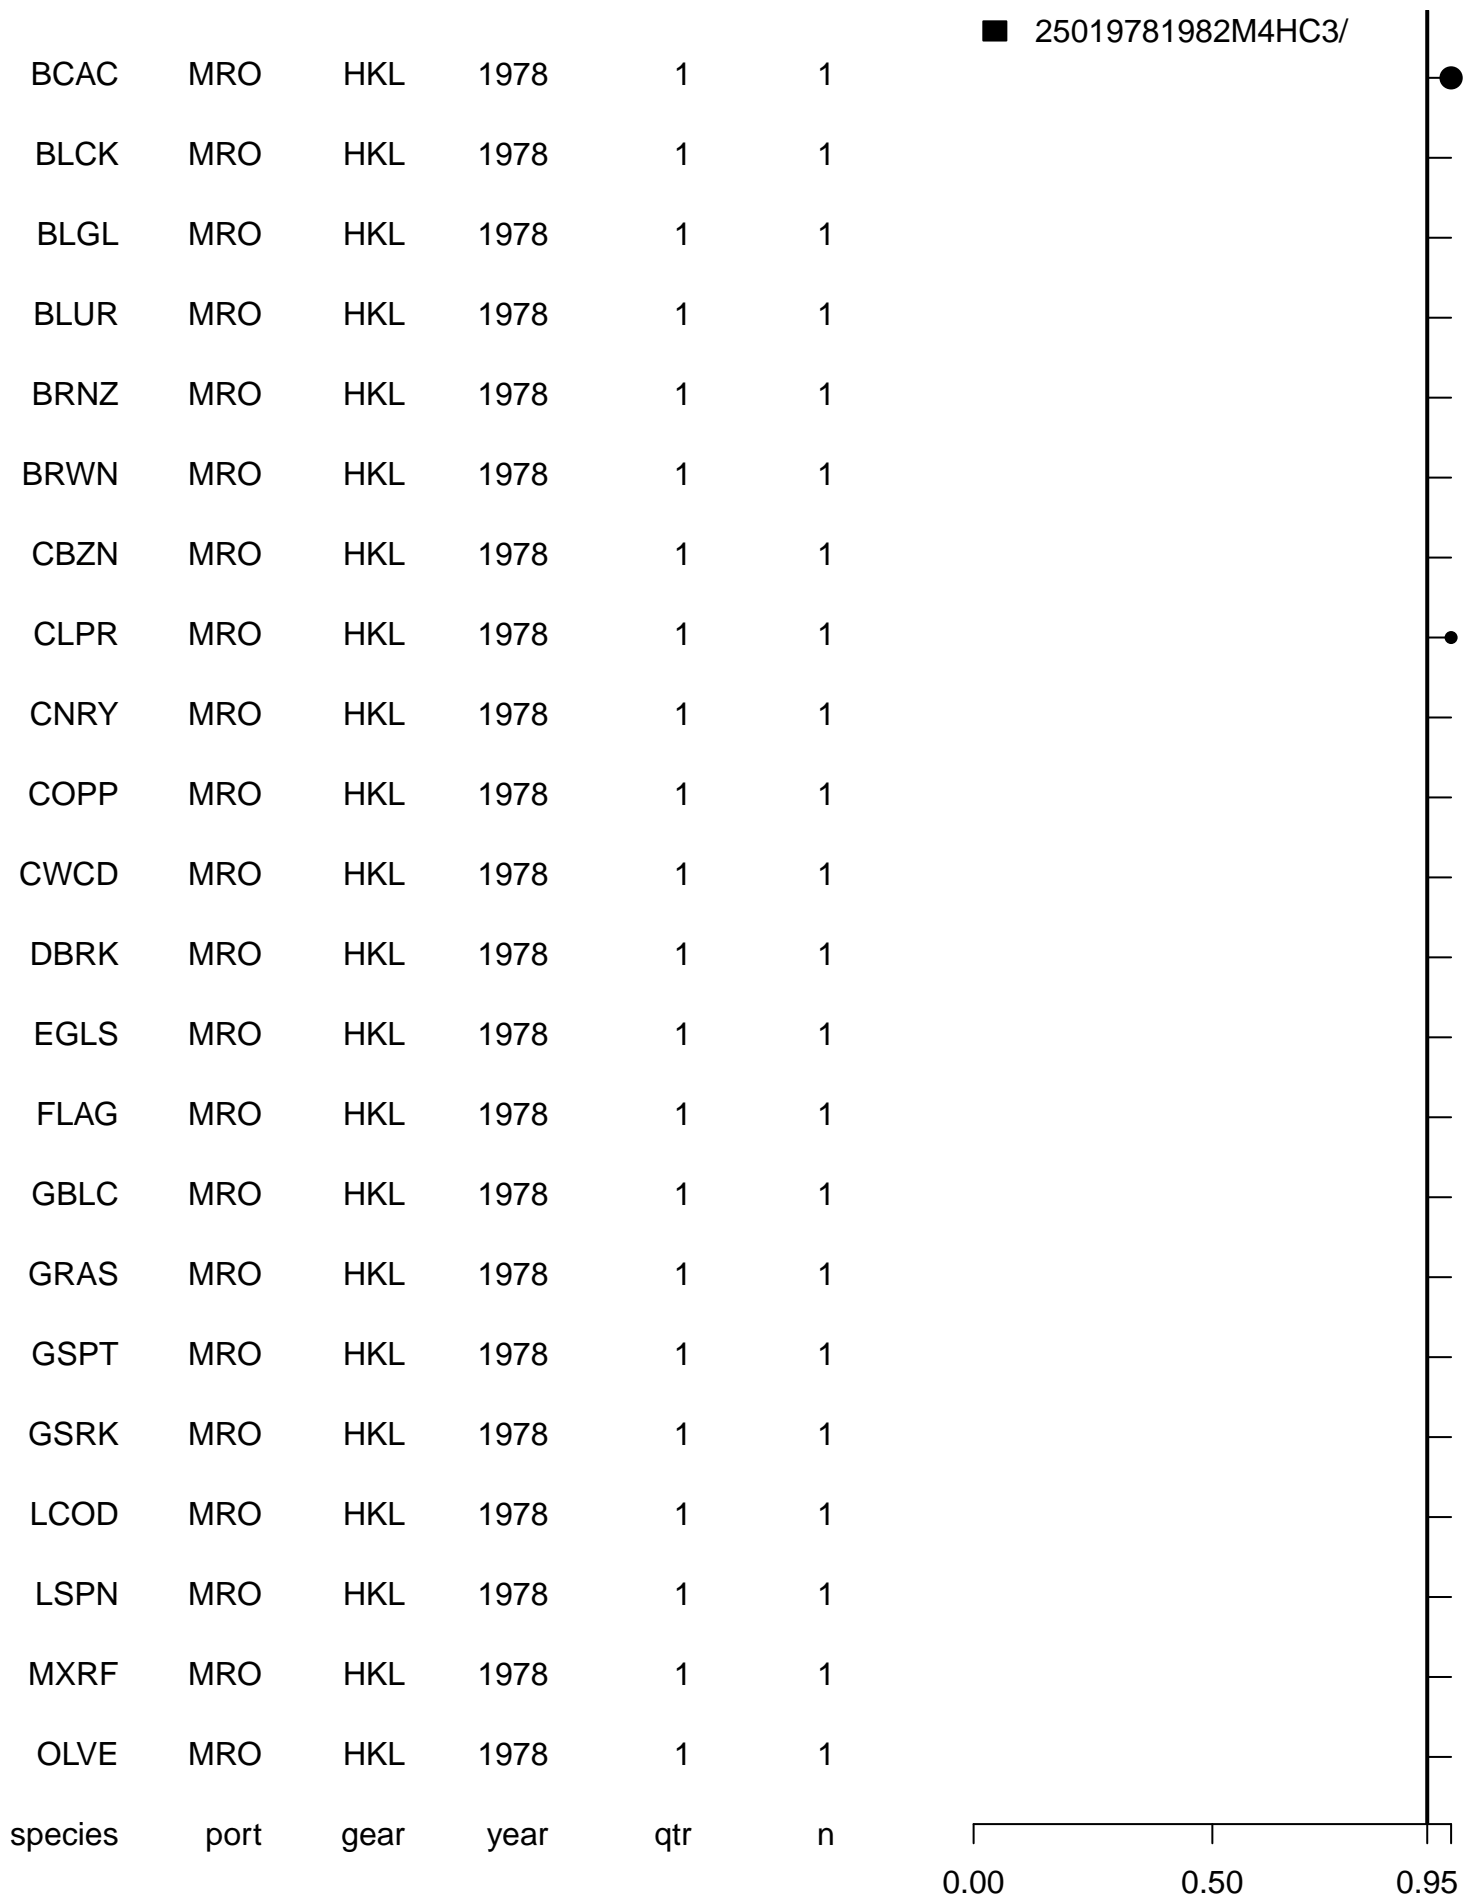 25019781982M4HC3/
BCAC MRO HKL 1978 1 1
BLCK MRO HKL 1978 1 1
BLGL MRO HKL 1978 1 1
BLUR MRO HKL 1978 1 1
BRNZ MRO HKL 1978 1 1
BRWN MRO HKL 1978 1 1
CBZN MRO HKL 1978 1 1
CLPR MRO HKL 1978 1 1
CNRY MRO HKL 1978 1 1
COPP MRO HKL 1978 1 1
CWCD MRO HKL 1978 1 1
DBRK MRO HKL 1978 1 1
EGLS MRO HKL 1978 1 1
FLAG MRO HKL 1978 1 1
GBLC MRO HKL 1978 1 1
GRAS MRO HKL 1978 1 1
GSPT MRO HKL 1978 1 1
GSRK MRO HKL 1978 1 1
LCOD MRO HKL 1978 1 1
LSPN MRO HKL 1978 1 1
MXRF MRO HKL 1978 1 1
OLVE MRO HKL 1978 1 1
species port gear year qtr n
0.00 0.50 0.95